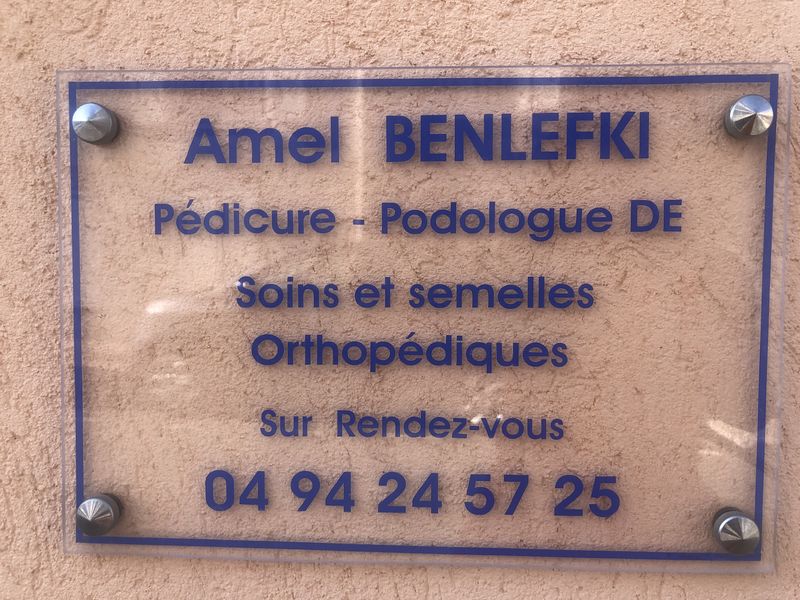 Amel BENLEFKI
Pédicure - Podologue DE
Soins et semelles
Orthopédiques
Sur Rendez-vous
04 94 24 57 25